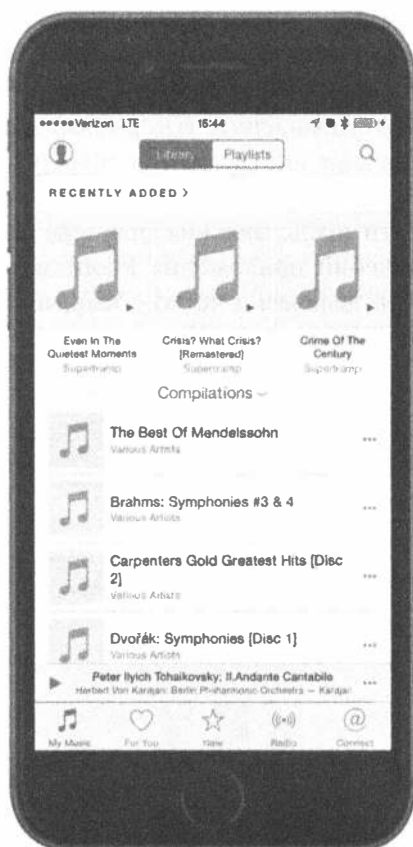 Verizon LTE 15:44
Library Playlists
RECENTLY ADDED >
Even In The Quietest Moments
Supertramp
Crisis? What Crisis? [Remastered]
Supertramp
Crime Of The Century
Supertramp
Compilations
The Best Of Mendelssohn
Various Artists
Brahms: Symphonies #3 & 4
Various Artists
Carpenters Gold Greatest Hits [Disc
2]
Various Artists
Dvořák: Symphonies [Disc 1]
Various Artists
Peter Ilyich Tchaikovsky; II.Andante Cantabile
Herbert Von Karajan: Berlin Philharmonic Orchestra — Karajan
My Music For You New Radio Connect